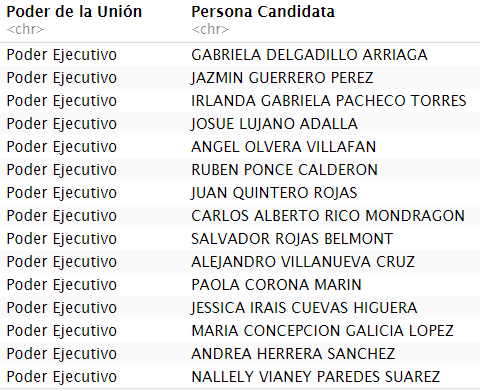 Poder de la Unión Persona Candidata
<chr> <chr>
Poder Ejecutivo GABRIELA DELGADILLO ARRIAGA
Poder Ejecutivo JAZMIN GUERRERO PEREZ
Poder Ejecutivo IRLANDA GABRIELA PACHECO TORRES
Poder Ejecutivo JOSUE LUJANO ADALLA
Poder Ejecutivo ANGEL OLVERA VILLAFAN
Poder Ejecutivo RUBEN PONCE CALDERON
Poder Ejecutivo JUAN QUINTERO ROJAS
Poder Ejecutivo CARLOS ALBERTO RICO MONDRAGON
Poder Ejecutivo SALVADOR ROJAS BELMONT
Poder Ejecutivo ALEJANDRO VILLANUEVA CRUZ
Poder Ejecutivo PAOLA CORONA MARIN
Poder Ejecutivo JESSICA IRAIS CUEVAS HIGUERA
Poder Ejecutivo MARIA CONCEPCION GALICIA LOPEZ
Poder Ejecutivo ANDREA HERRERA SANCHEZ
Poder Ejecutivo NALLELY VIANEY PAREDES SUAREZ